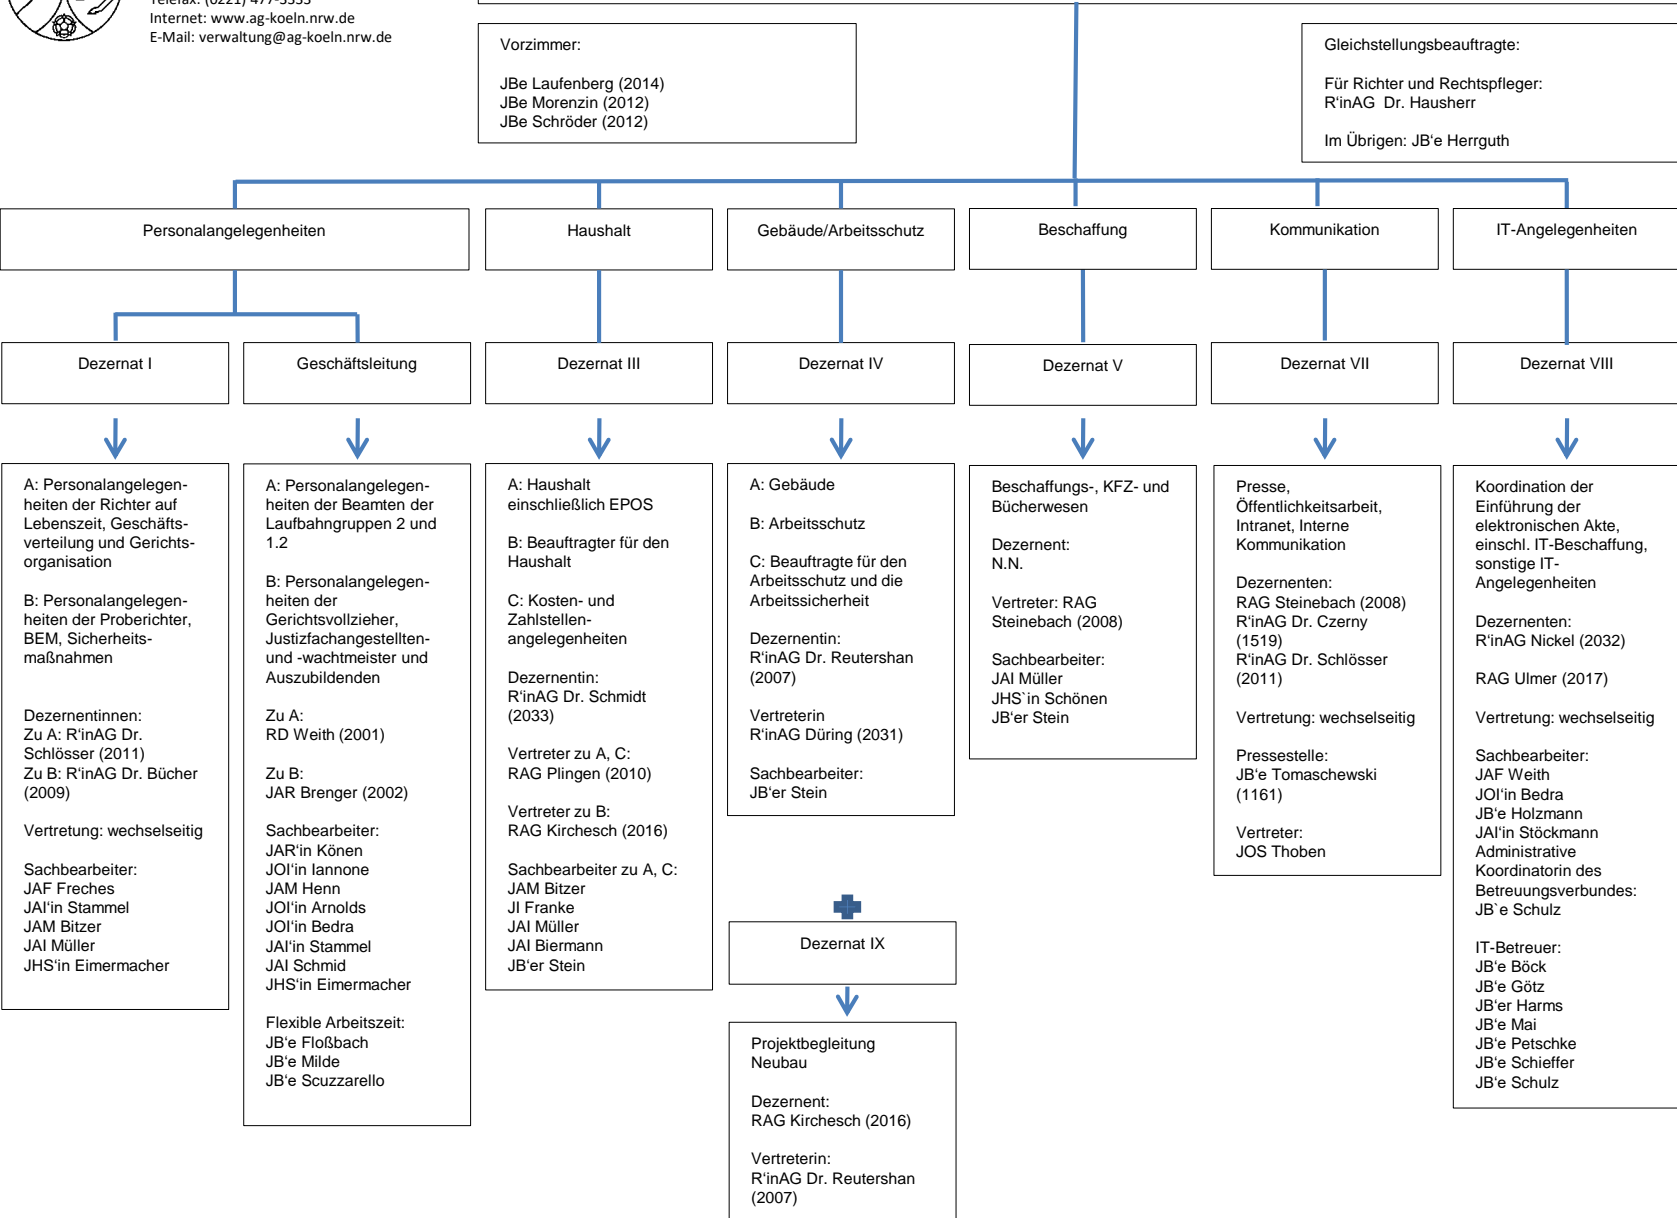 Telefax: (0221) 477-3333
Internet: www.ag-koeln.nrw.de
E-Mail: verwaltung@ag-koeln.nrw.de
Vorzimmer:
JBe Laufenberg (2014)
JBe Morenzin (2012)
JBe Schröder (2012)
Gleichstellungsbeauftragte:
Für Richter und Rechtspfleger:
R‘inAG Dr. Hausherr
Im Übrigen: JB‘e Herrguth
Personalangelegenheiten
Haushalt
Gebäude/Arbeitsschutz
Beschaffung
Kommunikation
IT-Angelegenheiten
Dezernat I
Geschäftsleitung
Dezernat III
Dezernat IV
Dezernat V
Dezernat VII
Dezernat VIII
A: Personalangelegen-
heiten der Richter auf
Lebenszeit, Geschäfts-
verteilung und Gerichts-
organisation
B: Personalangelegen-
heiten der Proberichter,
BEM, Sicherheits-
maßnahmen
Dezernentinnen:
Zu A: R‘inAG Dr.
Schlösser (2011)
Zu B: R‘inAG Dr. Bücher
(2009)
Vertretung: wechselseitig
Sachbearbeiter:
JAF Freches
JAI‘in Stammel
JAM Bitzer
JAI Müller
JHS‘in Eimermacher
A: Personalangelegen-
heiten der Beamten der
Laufbahngruppen 2 und
1.2
B: Personalangelegen-
heiten der
Gerichtsvollzieher,
Justizfachangestellten-
und -wachtmeister und
Auszubildenden
Zu A:
RD Weith (2001)
Zu B:
JAR Brenger (2002)
Sachbearbeiter:
JAR‘in Könen
JOI‘in Iannone
JAM Henn
JOI‘in Arnolds
JOI‘in Bedra
JAI‘in Stammel
JAI Schmid
JHS‘in Eimermacher
Flexible Arbeitszeit:
JB‘e Floßbach
JB‘e Milde
JB‘e Scuzzarello
A: Haushalt
einschließlich EPOS
B: Beauftragter für den
Haushalt
C: Kosten- und
Zahlstellen-
angelegenheiten
Dezernentin:
R‘inAG Dr. Schmidt
(2033)
Vertreter zu A, C:
RAG Plingen (2010)
Vertreter zu B:
RAG Kirchesch (2016)
Sachbearbeiter zu A, C:
JAM Bitzer
JI Franke
JAI Müller
JAI Biermann
JB‘er Stein
A: Gebäude
B: Arbeitsschutz
C: Beauftragte für den
Arbeitsschutz und die
Arbeitssicherheit
Dezernentin:
R‘inAG Dr. Reutershan
(2007)
Vertreterin
R‘inAG Düring (2031)
Sachbearbeiter:
JB‘er Stein
Dezernat IX
Projektbegleitung
Neubau
Dezernent:
RAG Kirchesch (2016)
Vertreterin:
R‘inAG Dr. Reutershan
(2007)
Beschaffungs-, KFZ- und
Bücherwesen
Dezernent:
N.N.
Vertreter: RAG
Steinebach (2008)
Sachbearbeiter:
JAI Müller
JHS`in Schönen
JB‘er Stein
Presse,
Öffentlichkeitsarbeit,
Intranet, Interne
Kommunikation
Dezernenten:
RAG Steinebach (2008)
R‘inAG Dr. Czerny
(1519)
R‘inAG Dr. Schlösser
(2011)
Vertretung: wechselseitig
Pressestelle:
JB‘e Tomaschewski
(1161)
Vertreter:
JOS Thoben
Koordination der
Einführung der
elektronischen Akte,
einschl. IT-Beschaffung,
sonstige IT-
Angelegenheiten
Dezernenten:
R‘inAG Nickel (2032)
RAG Ulmer (2017)
Vertretung: wechselseitig
Sachbearbeiter:
JAF Weith
JOI‘in Bedra
JB‘e Holzmann
JAI‘in Stöckmann
Administrative
Koordinatorin des
Betreuungsverbundes:
JB`e Schulz
IT-Betreuer:
JB‘e Böck
JB‘e Götz
JB‘er Harms
JB‘e Mai
JB‘e Petschke
JB‘e Schieffer
JB‘e Schulz